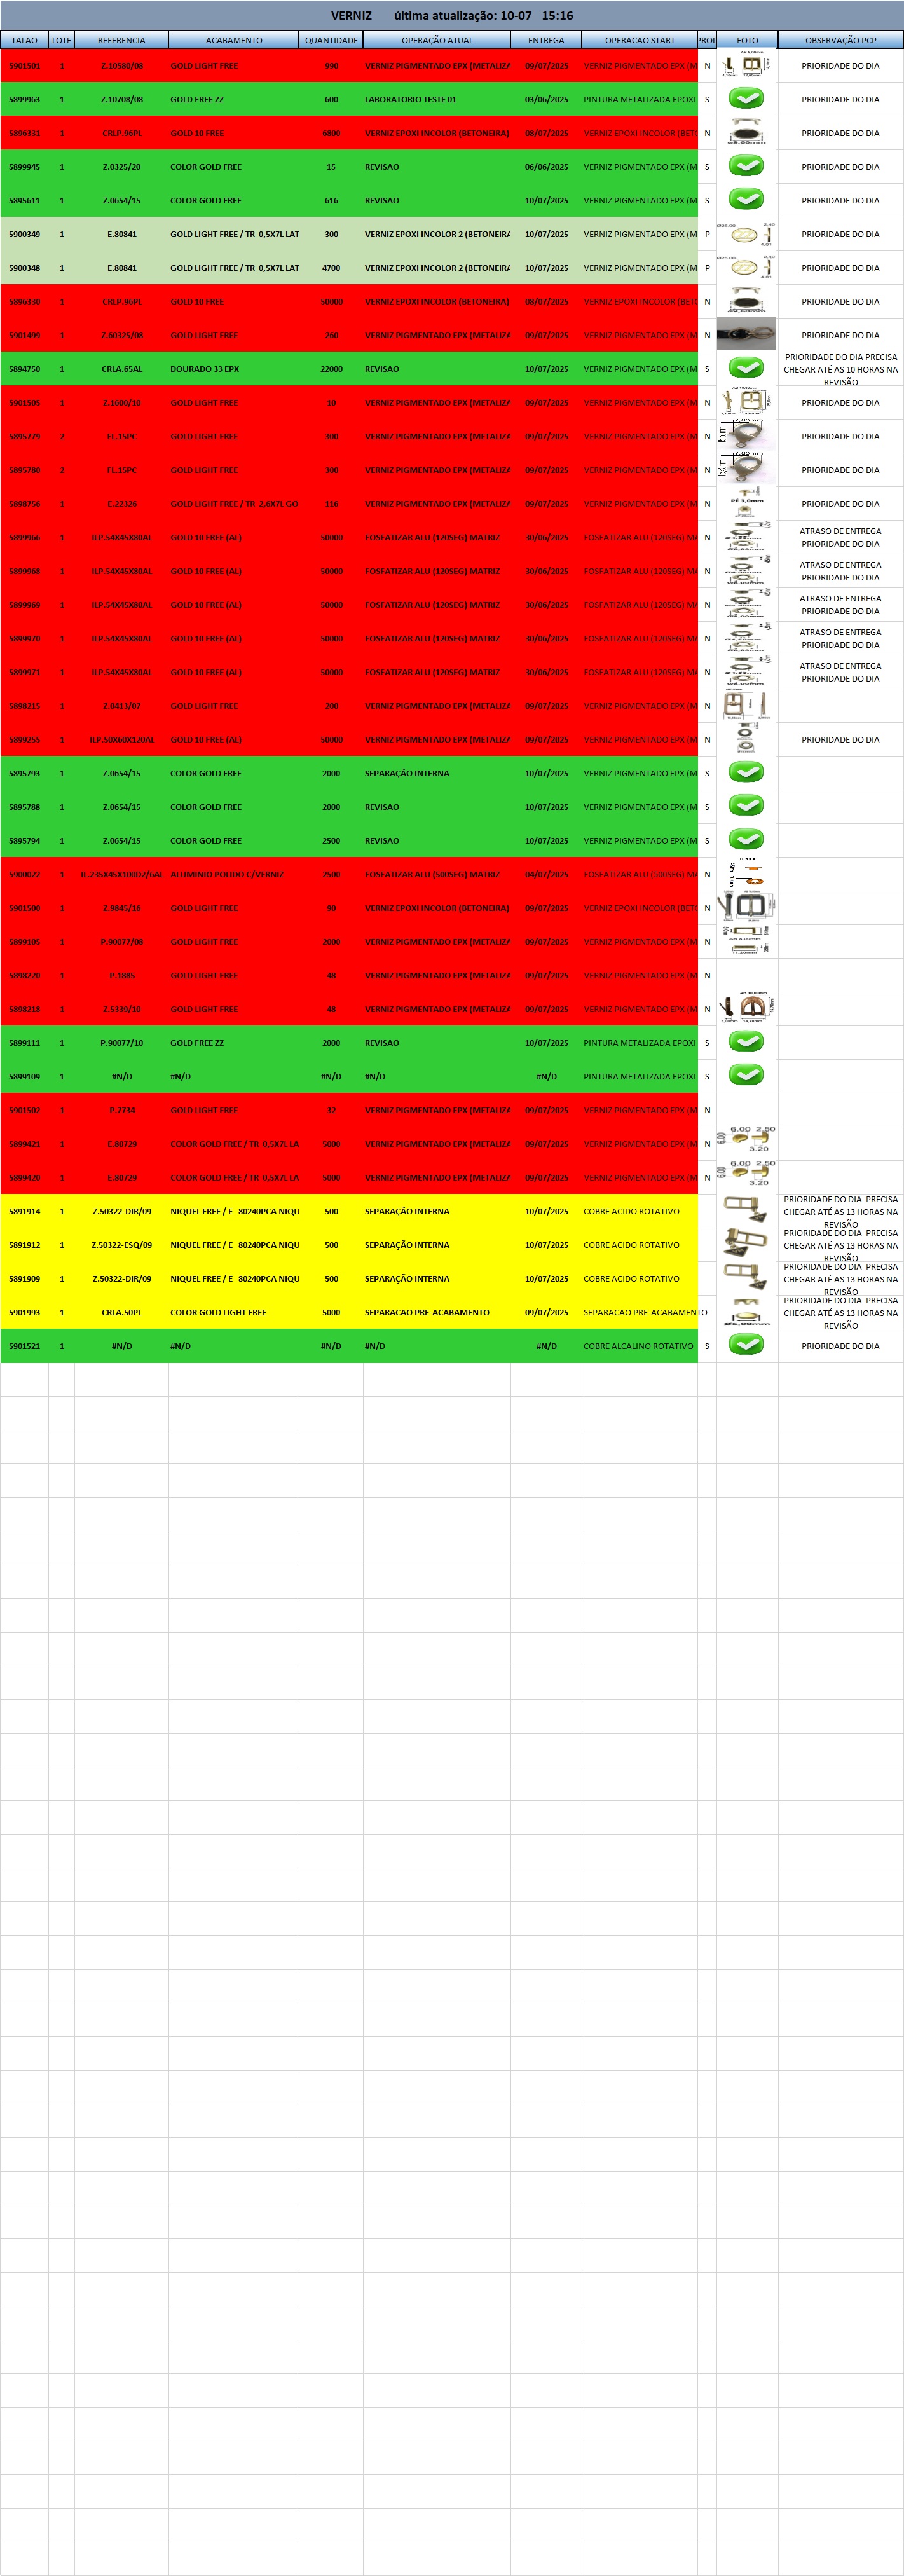 VERNIZ última atualização: 10-07 15:16
TALAO LOTE REFERENCIA ACABAMENTO QUANTIDADE OPERAÇÃO ATUAL ENTREGA OPERACAO START PROD FOTO OBSERVAÇÃO PCP
5901501 1 Z.10580/08 GOLD LIGHT FREE 990 VERNIZ PIGMENTADO EPX (METALIZA 09/07/2025 VERNIZ PIGMENTADO EPX (M N PRIORIDADE DO DIA
5899963 1 Z.10708/08 GOLD FREE ZZ 600 LABORATORIO TESTE 01 03/06/2025 PINTURA METALIZADA EPOXI S PRIORIDADE DO DIA
5896331 1 CRLP.96PL GOLD 10 FREE 6800 VERNIZ EPOXI INCOLOR (BETONEIRA) 08/07/2025 VERNIZ EPOXI INCOLOR (BETO N PRIORIDADE DO DIA
5899945 1 Z.0325/20 COLOR GOLD FREE 15 REVISAO 06/06/2025 VERNIZ PIGMENTADO EPX (M S PRIORIDADE DO DIA
5895611 1 Z.0654/15 COLOR GOLD FREE 616 REVISAO 10/07/2025 VERNIZ PIGMENTADO EPX (M S PRIORIDADE DO DIA
5900349 1 E.80841 GOLD LIGHT FREE / TR 0,5X7L LAT 300 VERNIZ EPOXI INCOLOR 2 (BETONEIRA 10/07/2025 VERNIZ PIGMENTADO EPX (M P PRIORIDADE DO DIA
5900348 1 E.80841 GOLD LIGHT FREE / TR 0,5X7L LAT 4700 VERNIZ EPOXI INCOLOR 2 (BETONEIRA 10/07/2025 VERNIZ PIGMENTADO EPX (M P PRIORIDADE DO DIA
5896330 1 CRLP.96PL GOLD 10 FREE 50000 VERNIZ EPOXI INCOLOR (BETONEIRA) 08/07/2025 VERNIZ EPOXI INCOLOR (BETO N PRIORIDADE DO DIA
5901499 1 Z.60325/08 GOLD LIGHT FREE 260 VERNIZ PIGMENTADO EPX (METALIZA 09/07/2025 VERNIZ PIGMENTADO EPX (M N PRIORIDADE DO DIA
5894750 1 CRLA.65AL DOURADO 33 EPX 22000 REVISAO 10/07/2025 VERNIZ PIGMENTADO EPX (M S PRIORIDADE DO DIA PRECISA
CHEGAR ATÉ AS 10 HORAS NA
REVISÃO
5901505 1 Z.1600/10 GOLD LIGHT FREE 10 VERNIZ PIGMENTADO EPX (METALIZA 09/07/2025 VERNIZ PIGMENTADO EPX (M N PRIORIDADE DO DIA
5895779 2 FL.15PC GOLD LIGHT FREE 300 VERNIZ PIGMENTADO EPX (METALIZA 09/07/2025 VERNIZ PIGMENTADO EPX (M N PRIORIDADE DO DIA
5895780 2 FL.15PC GOLD LIGHT FREE 300 VERNIZ PIGMENTADO EPX (METALIZA 09/07/2025 VERNIZ PIGMENTADO EPX (M N PRIORIDADE DO DIA
5898756 1 E.22326 GOLD LIGHT FREE / TR 2,6X7L GO 116 VERNIZ PIGMENTADO EPX (METALIZA 09/07/2025 VERNIZ PIGMENTADO EPX (M N PÉ 3,0mm PRIORIDADE DO DIA
5899966 1 ILP.54X45X80AL GOLD 10 FREE (AL) 50000 FOSFATIZAR ALU (120SEG) MATRIZ 30/06/2025 FOSFATIZAR ALU (120SEG) MA N ATRASO DE ENTREGA
PRIORIDADE DO DIA
5899968 1 ILP.54X45X80AL GOLD 10 FREE (AL) 50000 FOSFATIZAR ALU (120SEG) MATRIZ 30/06/2025 FOSFATIZAR ALU (120SEG) MA N ATRASO DE ENTREGA
PRIORIDADE DO DIA
5899969 1 ILP.54X45X80AL GOLD 10 FREE (AL) 50000 FOSFATIZAR ALU (120SEG) MATRIZ 30/06/2025 FOSFATIZAR ALU (120SEG) MA N ATRASO DE ENTREGA
PRIORIDADE DO DIA
5899970 1 ILP.54X45X80AL GOLD 10 FREE (AL) 50000 FOSFATIZAR ALU (120SEG) MATRIZ 30/06/2025 FOSFATIZAR ALU (120SEG) MA N ATRASO DE ENTREGA
PRIORIDADE DO DIA
5899971 1 ILP.54X45X80AL GOLD 10 FREE (AL) 50000 FOSFATIZAR ALU (120SEG) MATRIZ 30/06/2025 FOSFATIZAR ALU (120SEG) MA N ATRASO DE ENTREGA
PRIORIDADE DO DIA
5898215 1 Z.0413/07 GOLD LIGHT FREE 200 VERNIZ PIGMENTADO EPX (METALIZA 09/07/2025 VERNIZ PIGMENTADO EPX (M N
5899255 1 ILP.50X60X120AL GOLD 10 FREE (AL) 50000 VERNIZ PIGMENTADO EPX (METALIZA 09/07/2025 VERNIZ PIGMENTADO EPX (M N PRIORIDADE DO DIA
5895793 1 Z.0654/15 COLOR GOLD FREE 2000 SEPARAÇÃO INTERNA 10/07/2025 VERNIZ PIGMENTADO EPX (M S
5895788 1 Z.0654/15 COLOR GOLD FREE 2000 REVISAO 10/07/2025 VERNIZ PIGMENTADO EPX (M S
5895794 1 Z.0654/15 COLOR GOLD FREE 2500 REVISAO 10/07/2025 VERNIZ PIGMENTADO EPX (M S
5900022 1 IL.235X45X100D2/6AL ALUMINIO POLIDO C/VERNIZ 2500 FOSFATIZAR ALU (500SEG) MATRIZ 04/07/2025 FOSFATIZAR ALU (500SEG) MA N
5901500 1 Z.9845/16 GOLD LIGHT FREE 90 VERNIZ EPOXI INCOLOR (BETONEIRA) 09/07/2025 VERNIZ EPOXI INCOLOR (BETO N
5899105 1 P.90077/08 GOLD LIGHT FREE 2000 VERNIZ PIGMENTADO EPX (METALIZA 09/07/2025 VERNIZ PIGMENTADO EPX (M N
5898220 1 P.1885 GOLD LIGHT FREE 48 VERNIZ PIGMENTADO EPX (METALIZA 09/07/2025 VERNIZ PIGMENTADO EPX (M N
5898218 1 Z.5339/10 GOLD LIGHT FREE 48 VERNIZ PIGMENTADO EPX (METALIZA 09/07/2025 VERNIZ PIGMENTADO EPX (M N
5899111 1 P.90077/10 GOLD FREE ZZ 2000 REVISAO 10/07/2025 PINTURA METALIZADA EPOXI S
5899109 1 #N/D #N/D #N/D #N/D #N/D PINTURA METALIZADA EPOXI S
5901502 1 P.7734 GOLD LIGHT FREE 32 VERNIZ PIGMENTADO EPX (METALIZA 09/07/2025 VERNIZ PIGMENTADO EPX (M N
5899421 1 E.80729 COLOR GOLD FREE / TR 0,5X7L LA 5000 VERNIZ PIGMENTADO EPX (METALIZA 09/07/2025 VERNIZ PIGMENTADO EPX (M N 6.00 6.00 2.50 3.20
5899420 1 E.80729 COLOR GOLD FREE / TR 0,5X7L LA 5000 VERNIZ PIGMENTADO EPX (METALIZA 09/07/2025 VERNIZ PIGMENTADO EPX (M N 6.00 6.00 2.50 3.20
5891914 1 Z.50322-DIR/09 NIQUEL FREE / E 80240PCA NIQU 500 SEPARAÇÃO INTERNA 10/07/2025 COBRE ACIDO ROTATIVO PRIORIDADE DO DIA PRECISA
CHEGAR ATÉ AS 13 HORAS NA
REVISÃO
5891912 1 Z.50322-ESQ/09 NIQUEL FREE / E 80240PCA NIQU 500 SEPARAÇÃO INTERNA 10/07/2025 COBRE ACIDO ROTATIVO PRIORIDADE DO DIA PRECISA
CHEGAR ATÉ AS 13 HORAS NA
REVISÃO
5891909 1 Z.50322-DIR/09 NIQUEL FREE / E 80240PCA NIQU 500 SEPARAÇÃO INTERNA 10/07/2025 COBRE ACIDO ROTATIVO PRIORIDADE DO DIA PRECISA
CHEGAR ATÉ AS 13 HORAS NA
REVISÃO
5901993 1 CRLA.50PL COLOR GOLD LIGHT FREE 5000 SEPARACAO PRE-ACABAMENTO 09/07/2025 SEPARACAO PRE-ACABAMENTO PRIORIDADE DO DIA PRECISA
CHEGAR ATÉ AS 13 HORAS NA
REVISÃO
5901521 1 #N/D #N/D #N/D #N/D #N/D COBRE ALCALINO ROTATIVO S PRIORIDADE DO DIA